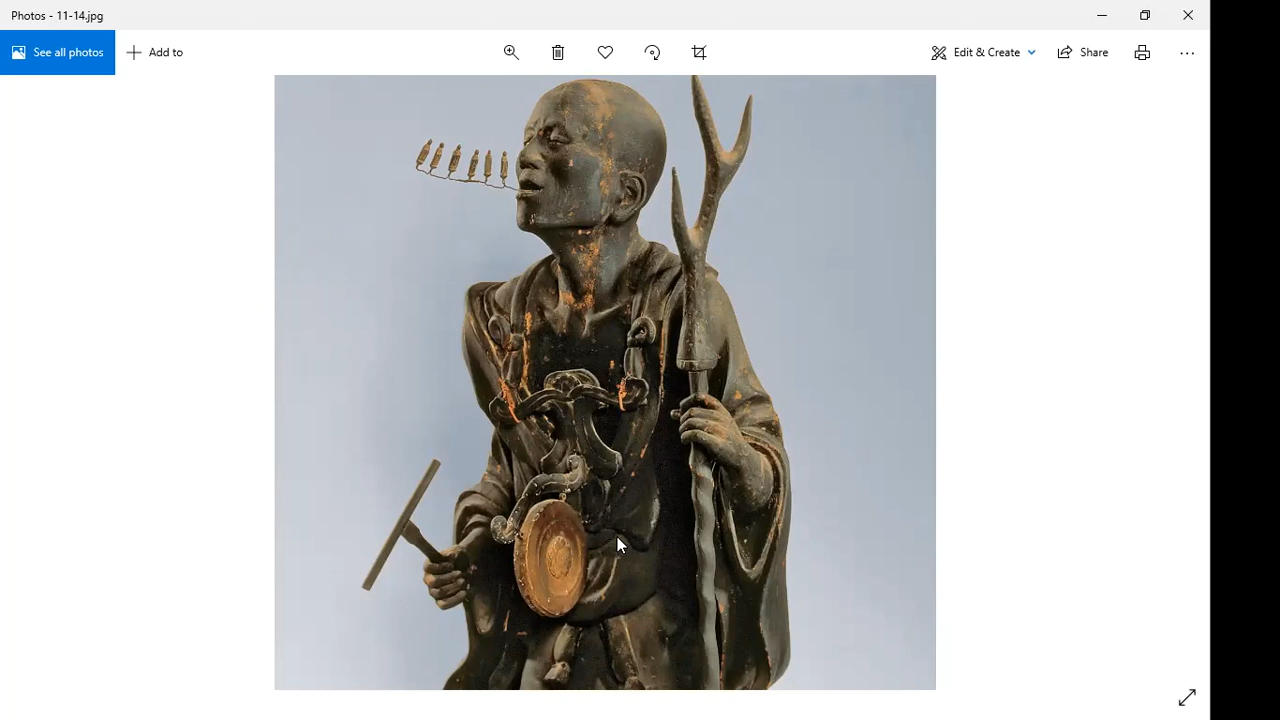 Photos - 11-14.jpg
See all photos
Add to
Edit & Create
Share